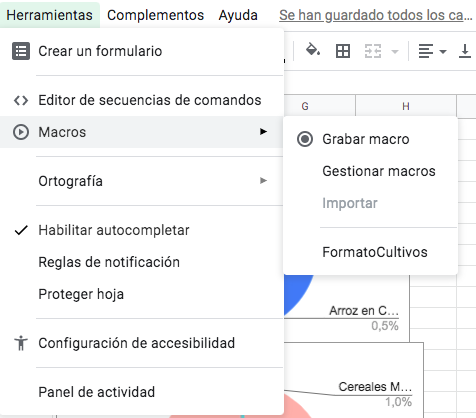 Herramientas Complementos Ayuda Se han guardado todos los ca...
Crear un formulario
Editor de secuencias de comandos
G H
Macros
Grabar macro
Gestionar macros
Importar
FormatoCultivos
Ortografía
Habilitar autocompletar
Reglas de notificación
Proteger hoja
Configuración de accesibilidad
Panel de actividad
Arroz en C...
0,5%
Cereales M...
1,0%